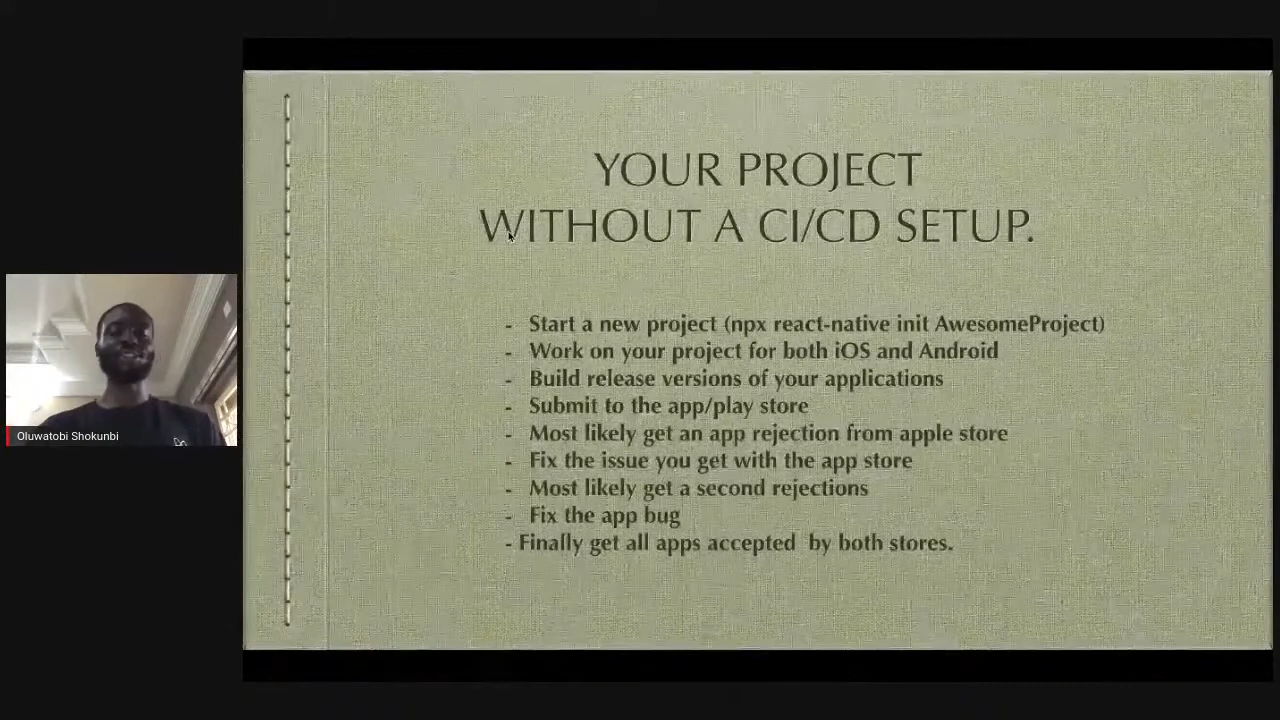 YOUR PROJECT
WITHOUT A CI/CD SETUP.
- Start a new project (npx react-native init AwesomeProject)
- Work on your project for both iOS and Android
- Build release versions of your applications
- Submit to the app/play store
- Most likely get an app rejection from apple store
- Fix the issue you get with the app store
- Most likely get a second rejections
- Fix the app bug
- Finally get all apps accepted  by both stores.
Oluwatobi Shokunbi